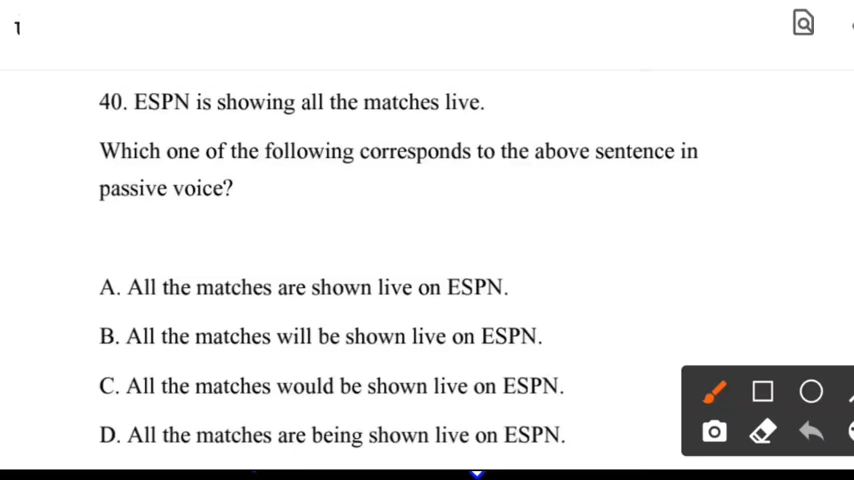 1
40. ESPN is showing all the matches live.
Which one of the following corresponds to the above sentence in
passive voice?
A. All the matches are shown live on ESPN.
B. All the matches will be shown live on ESPN.
C. All the matches would be shown live on ESPN.
D. All the matches are being shown live on ESPN.